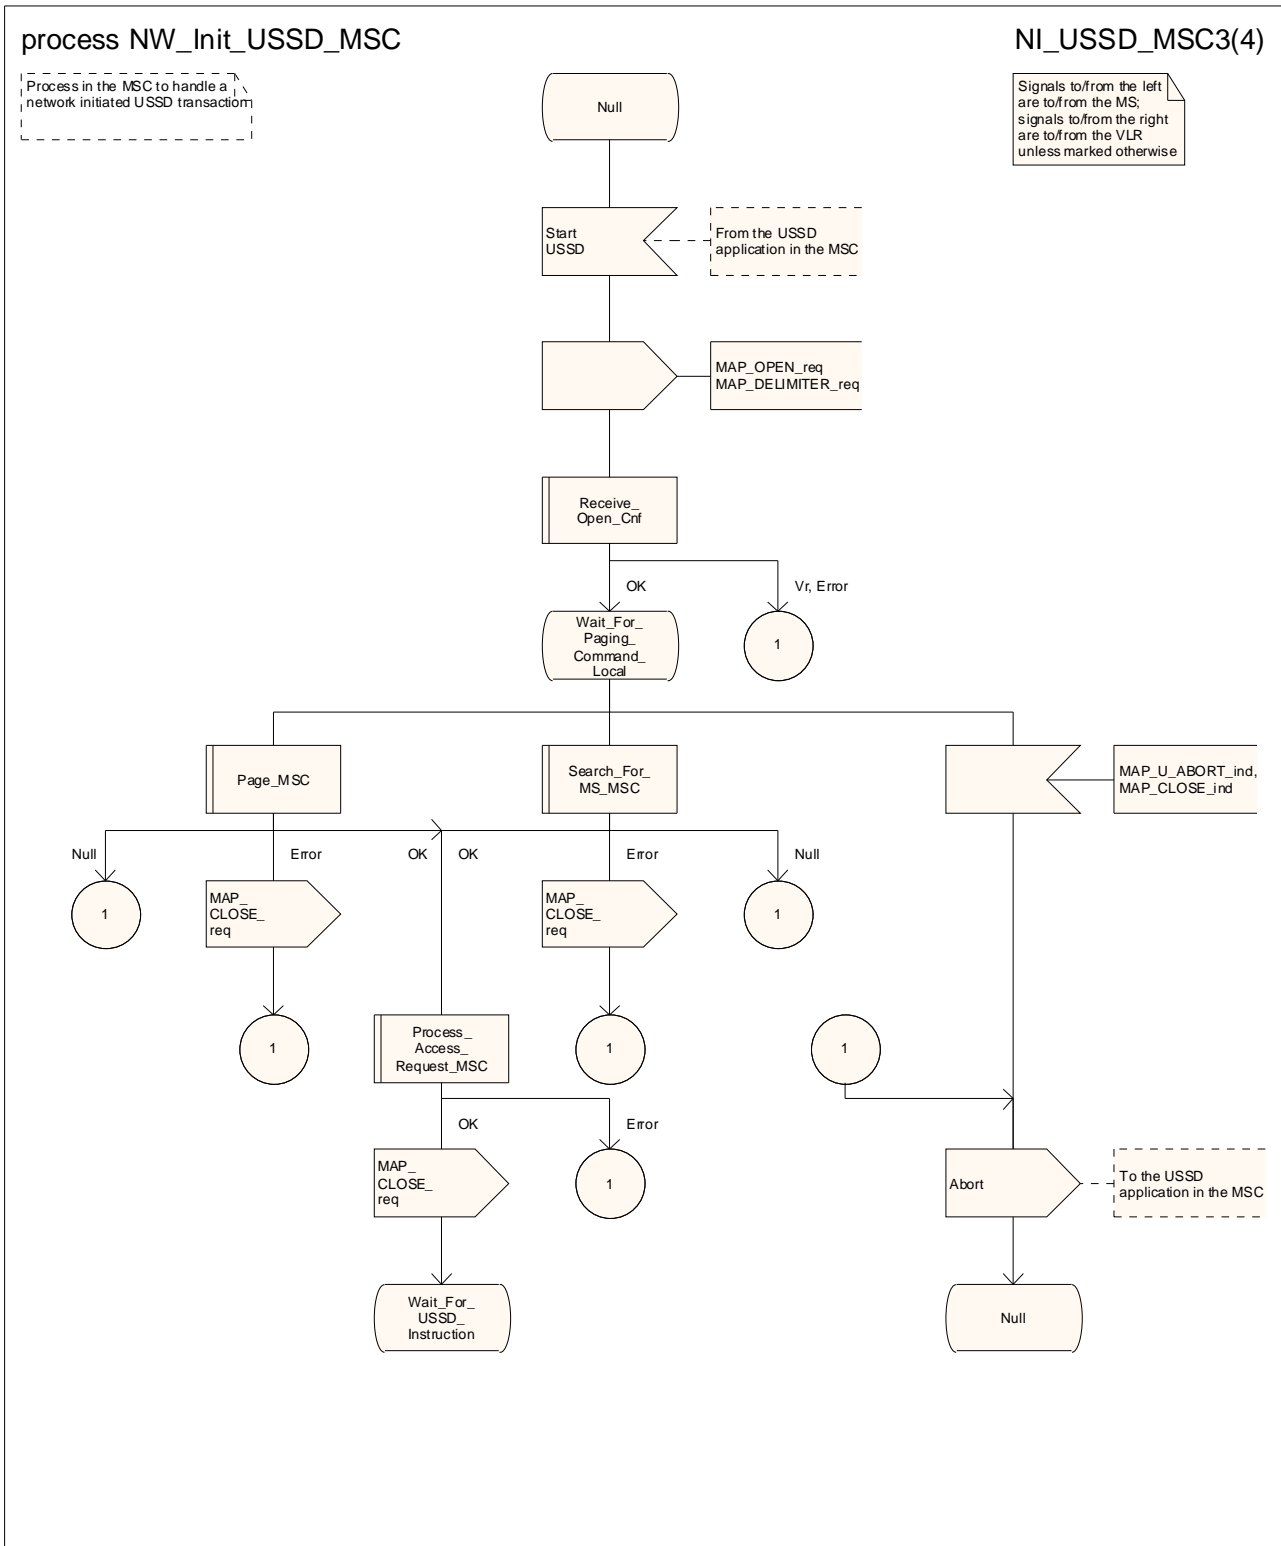 process NW_Init_USSD_MSC
NI_USSD_MSC3(4)
Process in the MSC to handle a
network initiated USSD transaction
Signals to/from the left
are to/from the MS;
signals to/from the right
are to/from the VLR
unless marked otherwise
Null
Start
USSD
From the USSD
application in the MSC
MAP_OPEN_req
MAP_DELIMITER_req
Receive_
Open_Cnf
OK
Vr, Error
Wait_For_
Paging_
Command_
Local
1
Page_MSC
Search_For_
MS_MSC
MAP_U_ABORT_ind,
MAP_CLOSE_ind
Null
Error
OK
OK
Error
Null
1
MAP_
CLOSE_
req
MAP_
CLOSE_
req
1
1
Process_
Access_
Request_MSC
1
1
OK
Error
MAP_
CLOSE_
req
1
Abort
To the USSD
application in the MSC
Wait_For_
USSD_
Instruction
Null